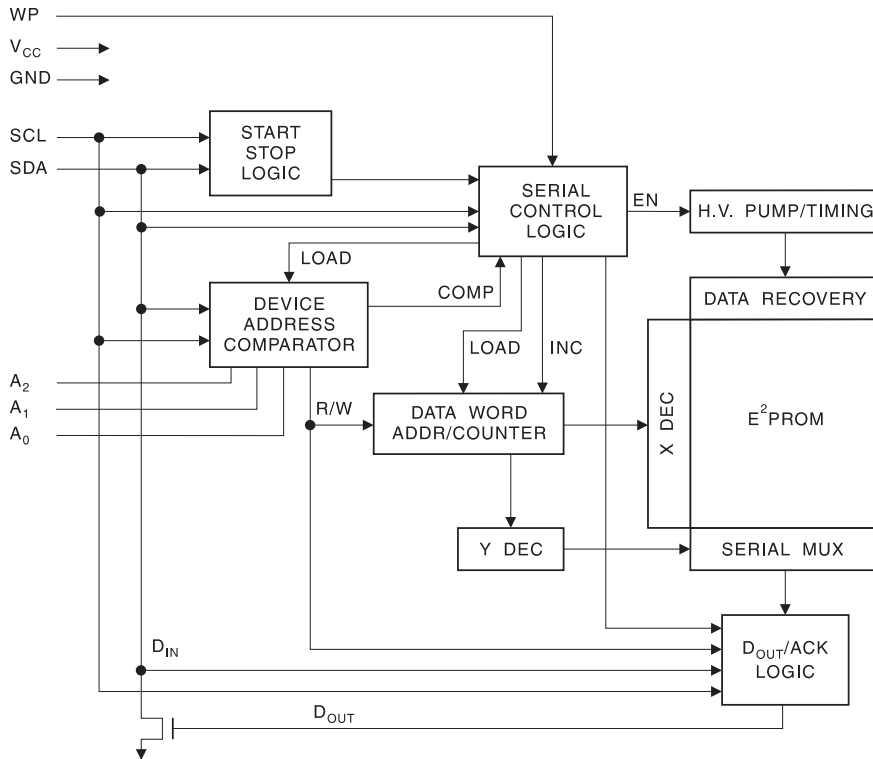 WP
VCC
GND
SCL
SDA
START
STOP
LOGIC
SERIAL
CONTROL
LOGIC
EN
H.V. PUMP/TIMING
LOAD
COMP
DATA RECOVERY
DEVICE
ADDRESS
COMPARATOR
LOAD
INC
A2
A1
A0
R/W
DATA WORD
ADDR/COUNTER
X DEC
E²PROM
Y DEC
SERIAL MUX
DIN
DOUT/ACK
LOGIC
DOUT